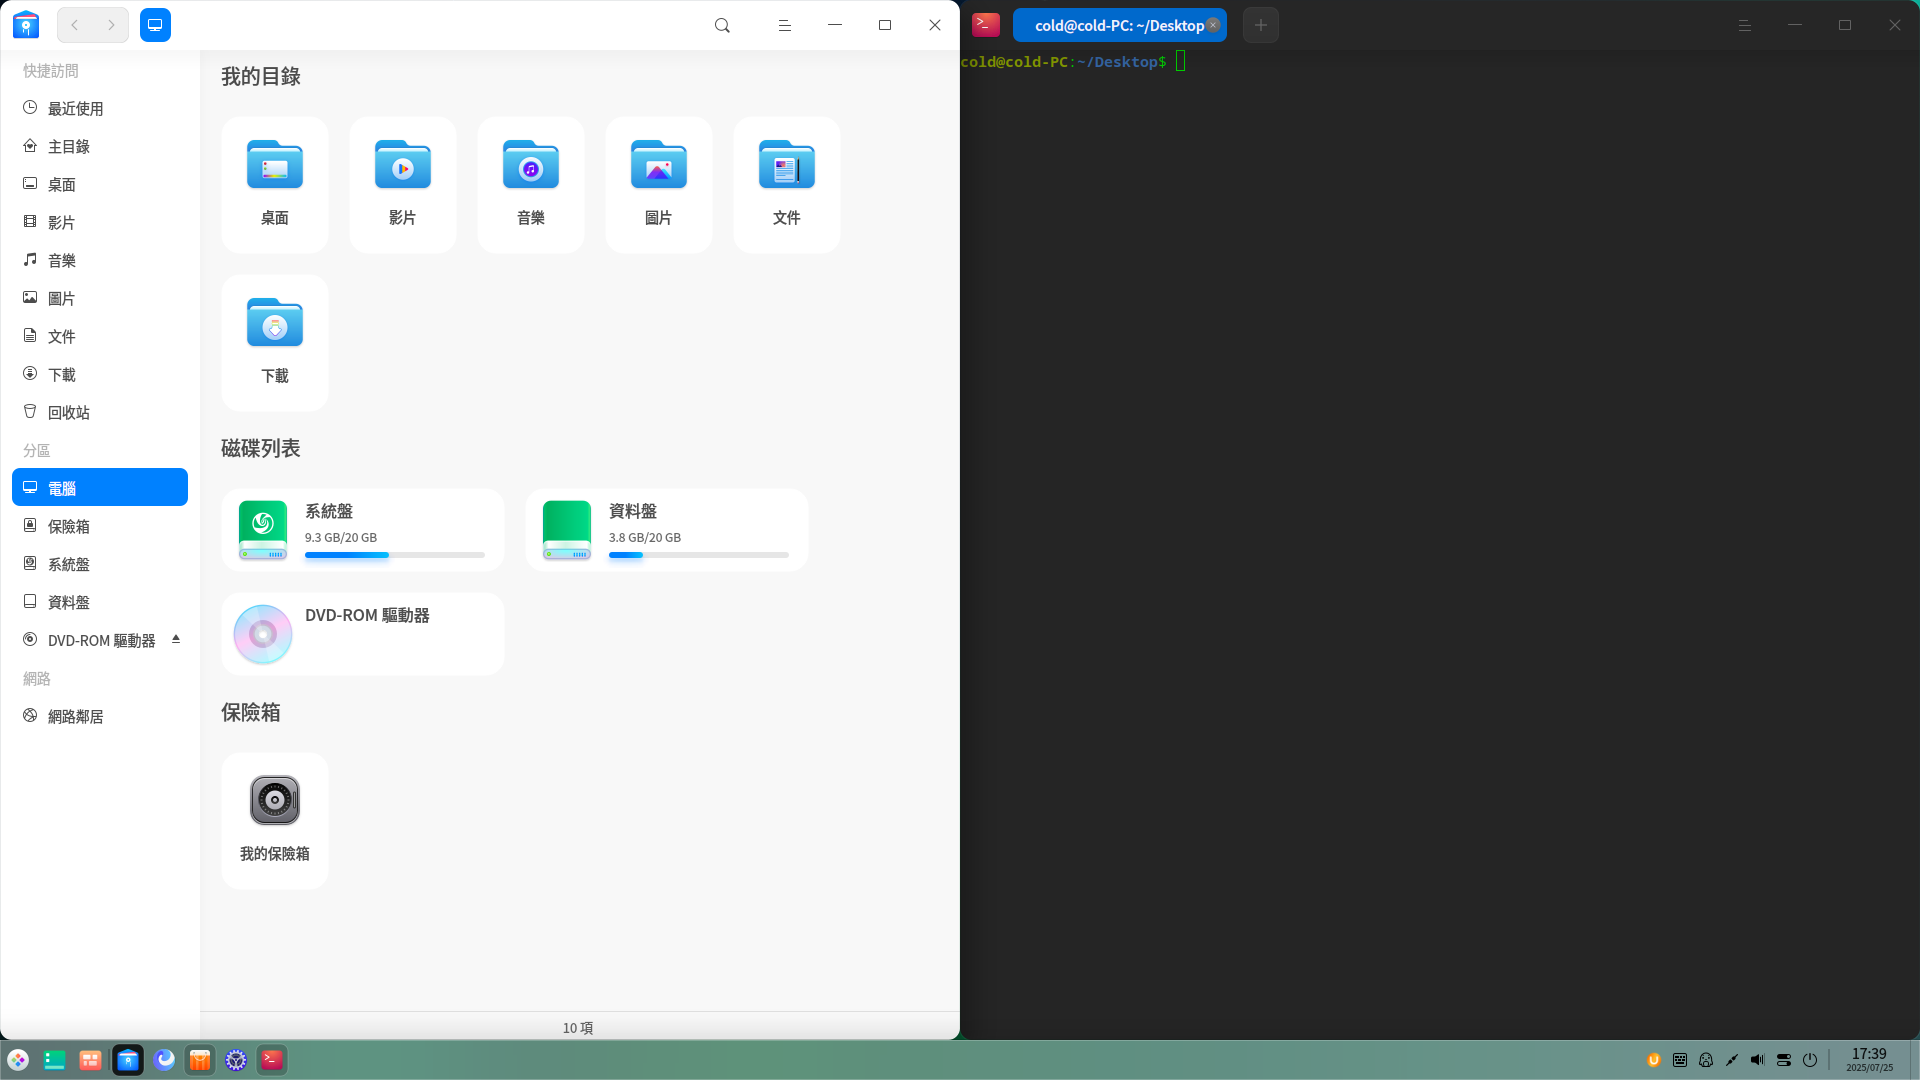 快捷訪問
最近使用
主目錄
桌面
影片
音樂
圖片
文件
下載
回收站
分區
電腦
保險箱
系統盤
資料盤
DVD-ROM 驅動器
網路
網路鄰居
我的目錄
桌面
影片
音樂
圖片
文件
下載
磁碟列表
系統盤
9.3 GB/20 GB
資料盤
3.8 GB/20 GB
DVD-ROM 驅動器
保險箱
我的保險箱
10 項
cold@cold-PC: ~/Desktop
cold@cold-PC:~/Desktop$
17:39
2025/07/25